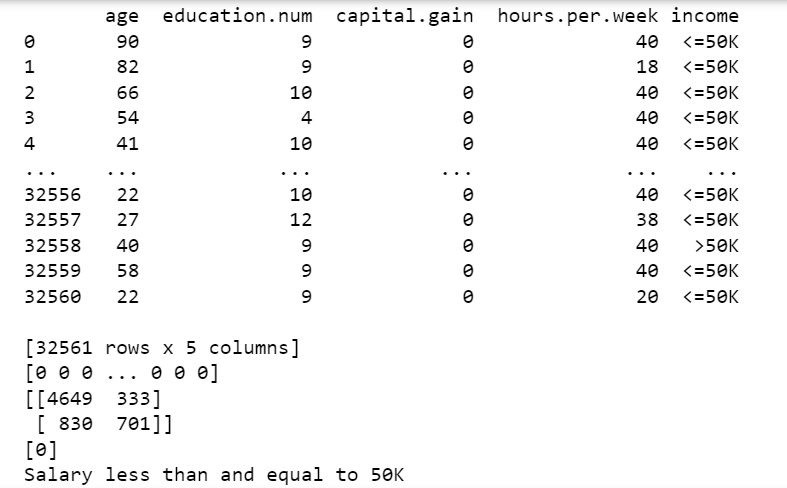 age education.num capital.gain hours.per.week income
0 90 9 0 40 <=50K
1 82 9 0 18 <=50K
2 66 10 0 40 <=50K
3 54 4 0 40 <=50K
4 41 10 0 40 <=50K
... ... ... ... ... ...
32556 22 10 0 40 <=50K
32557 27 12 0 38 <=50K
32558 40 9 0 40 >50K
32559 58 9 0 40 <=50K
32560 22 9 0 20 <=50K
[32561 rows x 5 columns]
[0 0 0 ... 0 0 0]
[[4649 333]
[ 830 701]]
[0]
Salary less than and equal to 50K